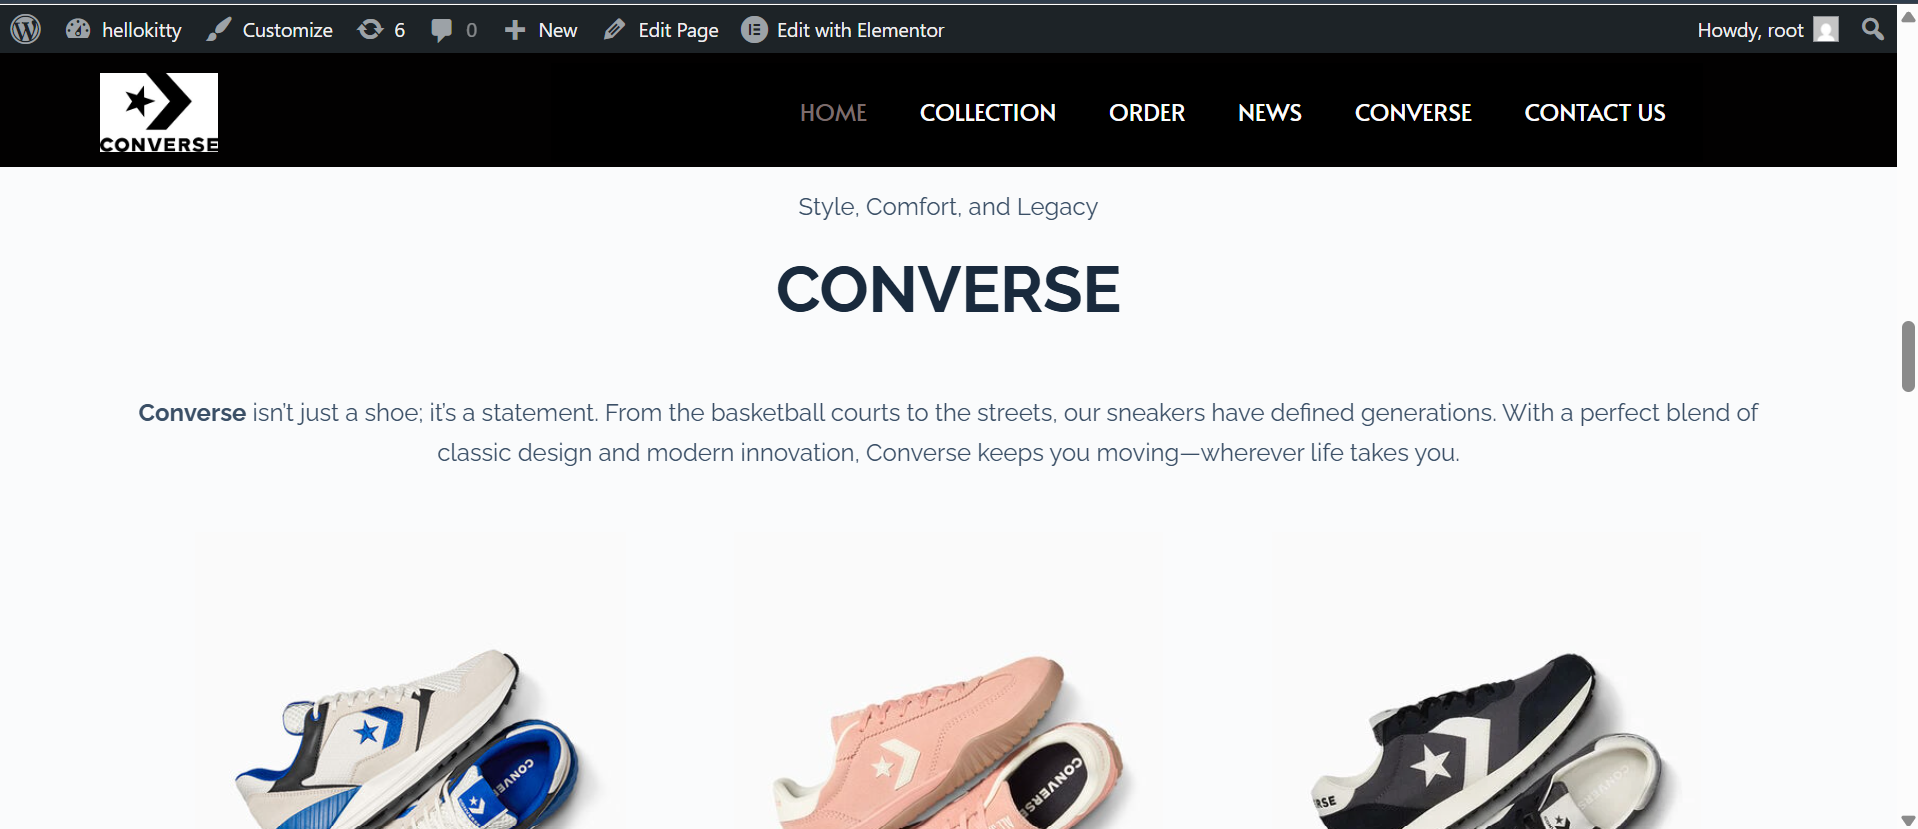 hellokitty Customize 6 0 New Edit Page Edit with Elementor Howdy, root
CONVERSE
HOME COLLECTION ORDER NEWS CONVERSE CONTACT US
Style, Comfort, and Legacy
CONVERSE
Converse isn’t just a shoe; it’s a statement. From the basketball courts to the streets, our sneakers have defined generations. With a perfect blend of
classic design and modern innovation, Converse keeps you moving—wherever life takes you.
CONVERSE